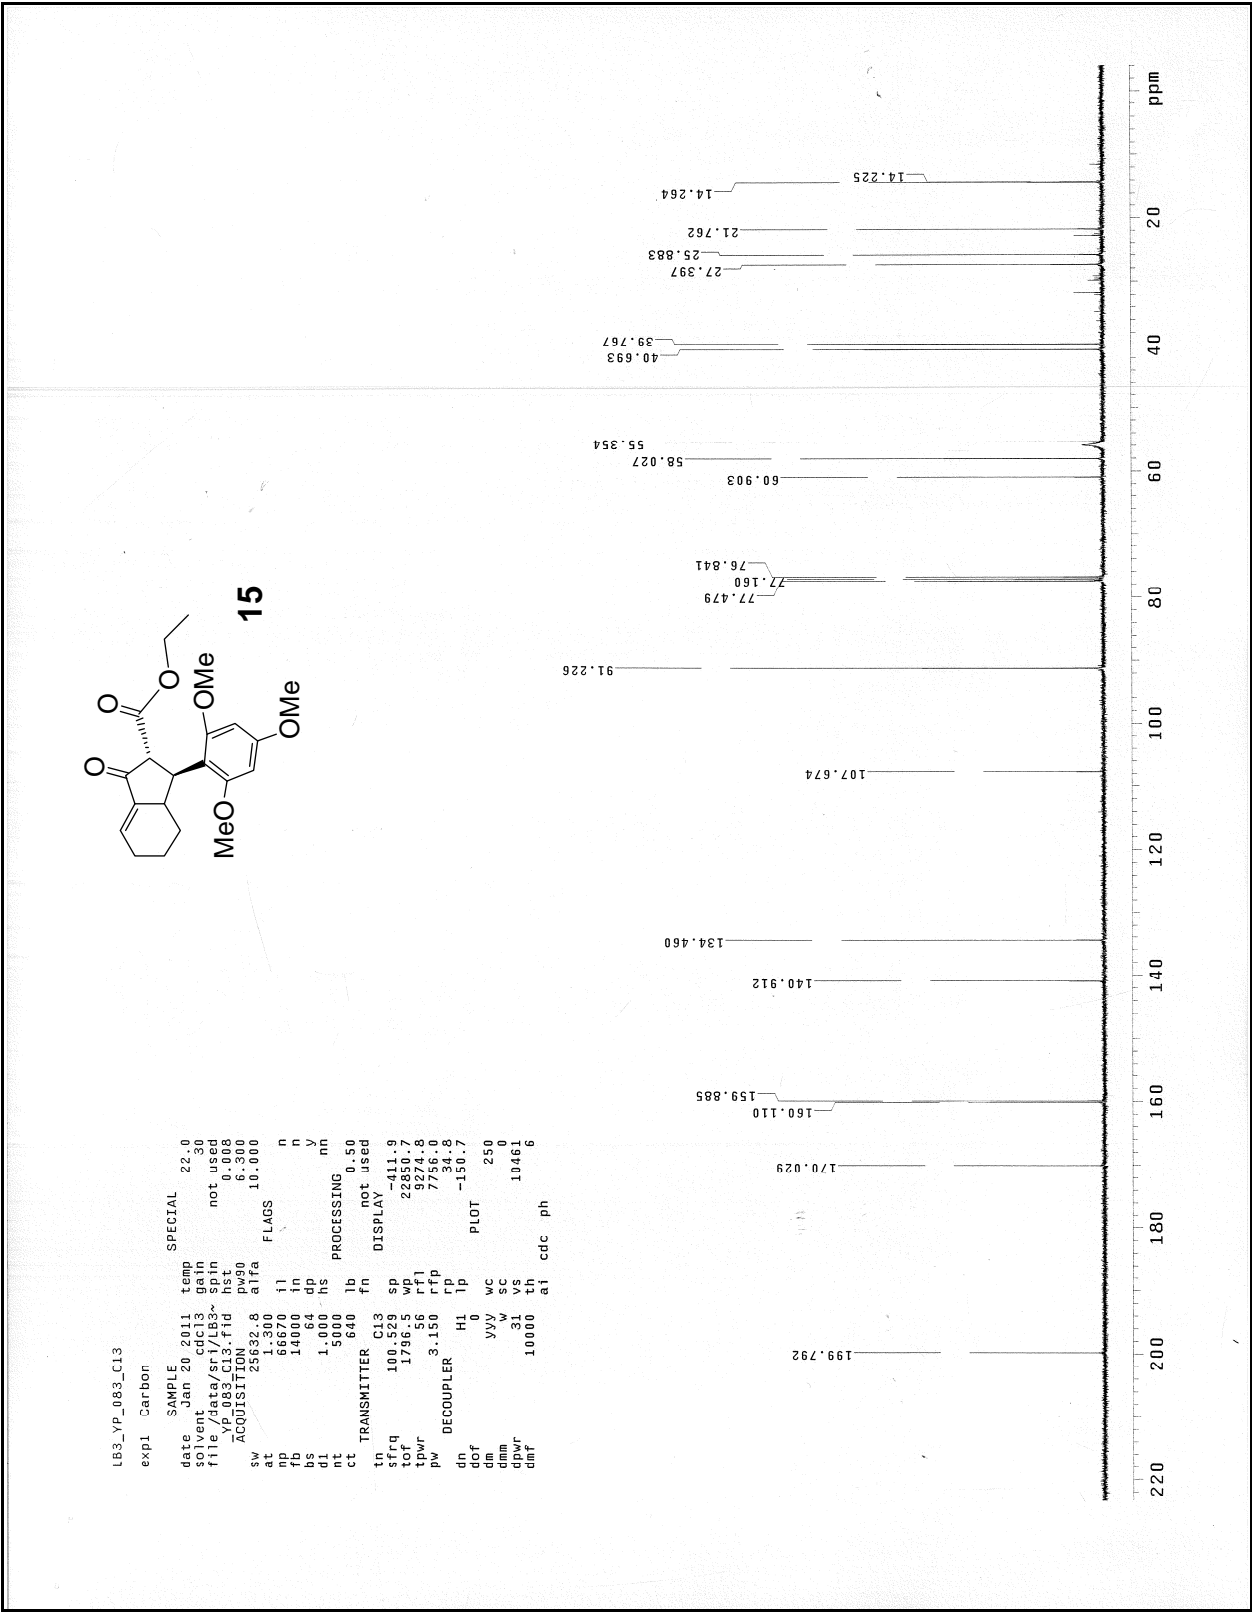 LB3_YP_083_C13
exp1 Carbon
SAMPLE
date Jan 20 2011
solvent cdcl3
file /data/sri/LB3~
_YP_083_C13.fid
ACQUISITION
sw 25632.8
at 1.300
np 66670
fb 14000
bs 64
d1 1.000
nt 5000
ct 640
TRANSMITTER
tn C13
sfrq 100.529
tof 1796.5
tpwr 56
pw 3.150
DECOUPLER
dn H1
dof 0
dm yyy
dmm w
dpwr 31
dmf 10000
SPECIAL
temp 22.0
gain 30
spin not used
hst 0.008
pw90 6.300
alfa 10.000
FLAGS
il n
in n
dp y
hs nn
PROCESSING
lb 0.50
fn not used
DISPLAY
sp -411.9
wp 22850.7
rfl 9274.8
rfp 7756.0
rp 34.8
lp -150.7
PLOT
wc 250
sc 0
vs 10461
th 6
ai cdc ph
O
O
O
OMe
MeO
OMe
15
199.792
170.029
160.110
159.885
140.912
134.460
107.674
91.226
77.479
77.160
76.841
60.903
58.027
55.354
40.693
39.767
27.397
25.883
21.762
14.264
14.225
220 200 180 160 140 120 100 80 60 40 20 ppm